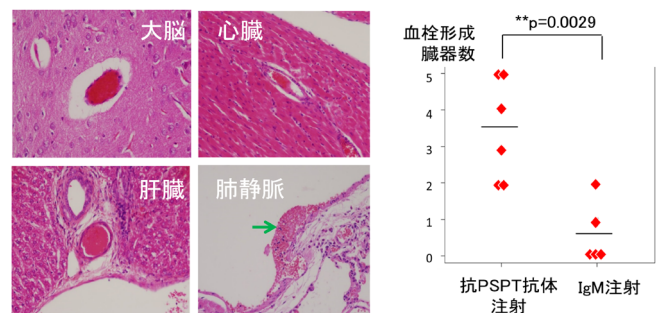 大脳
心臓
肝臓
肺静脈
血栓形成
臓器数
**p=0.0029
5
4
3
2
1
0
抗PSPT抗体
注射
IgM注射